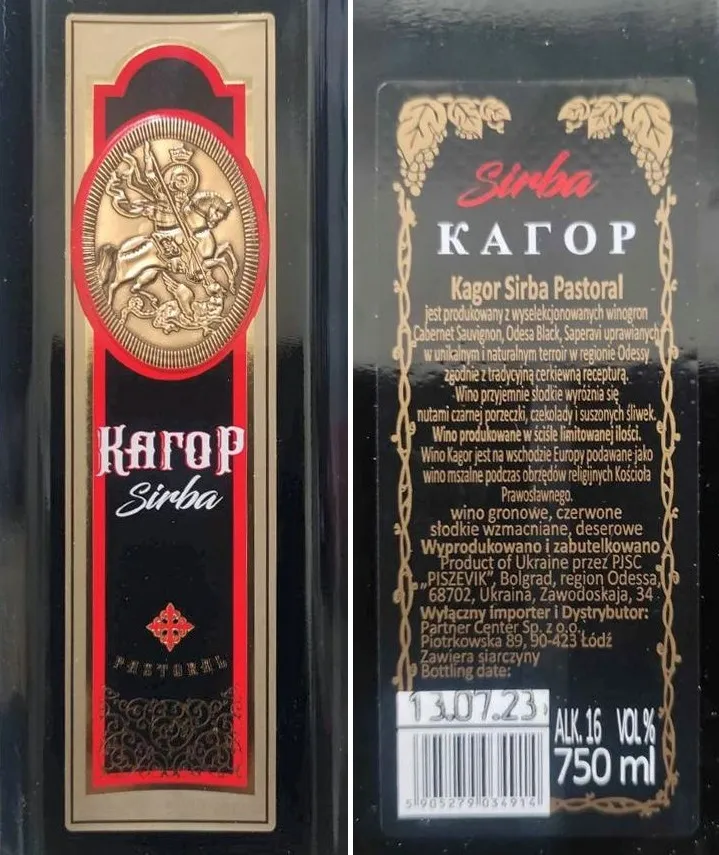 КАГОР
Sirba
PASTORAL
Sirba
КАГОР
Kagor Sirba Pastoral
jest produkowany z wyselekcjonowanych winogron
Cabernet Sauvignon, Odesa Black, Saperavi uprawianych
w unikalnym i naturalnym terroir w regionie Odessy
zgodnie z tradycyjną cerkiewną recepturą.
Wino przyjemnie słodkie wyróżnia się
nutami czarnej porzeczki, czekolady i suszonych śliwek.
Wino produkowane w ściśle limitowanej ilości.
Wino Kagor jest na wschodzie Europy podawane jako
wino mszalne podczas obrzędów religijnych Kościoła
Prawosławnego.
wino gronowe, czerwone
słodkie wzmacniane, deserowe
Wyprodukowano i zabutelkowano
Product of Ukraine przez PJSC
„PISZEVIK”, Bolgrad, region Odessa,
68702, Ukraina, Zawodoskaja, 34
Wyłączny importer i Dystrybutor:
Partner Center Sp. z o.o.,
Piotrkowska 89, 90-423 Łódź
Zawiera siarczyny
Bottling date:
13.07.23
ALK. 16 VOL %
750 ml
5 905279 034914